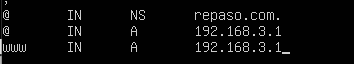 ;
@ IN NS repaso.com.
@ IN A 192.168.3.1
www IN A 192.168.3.1_